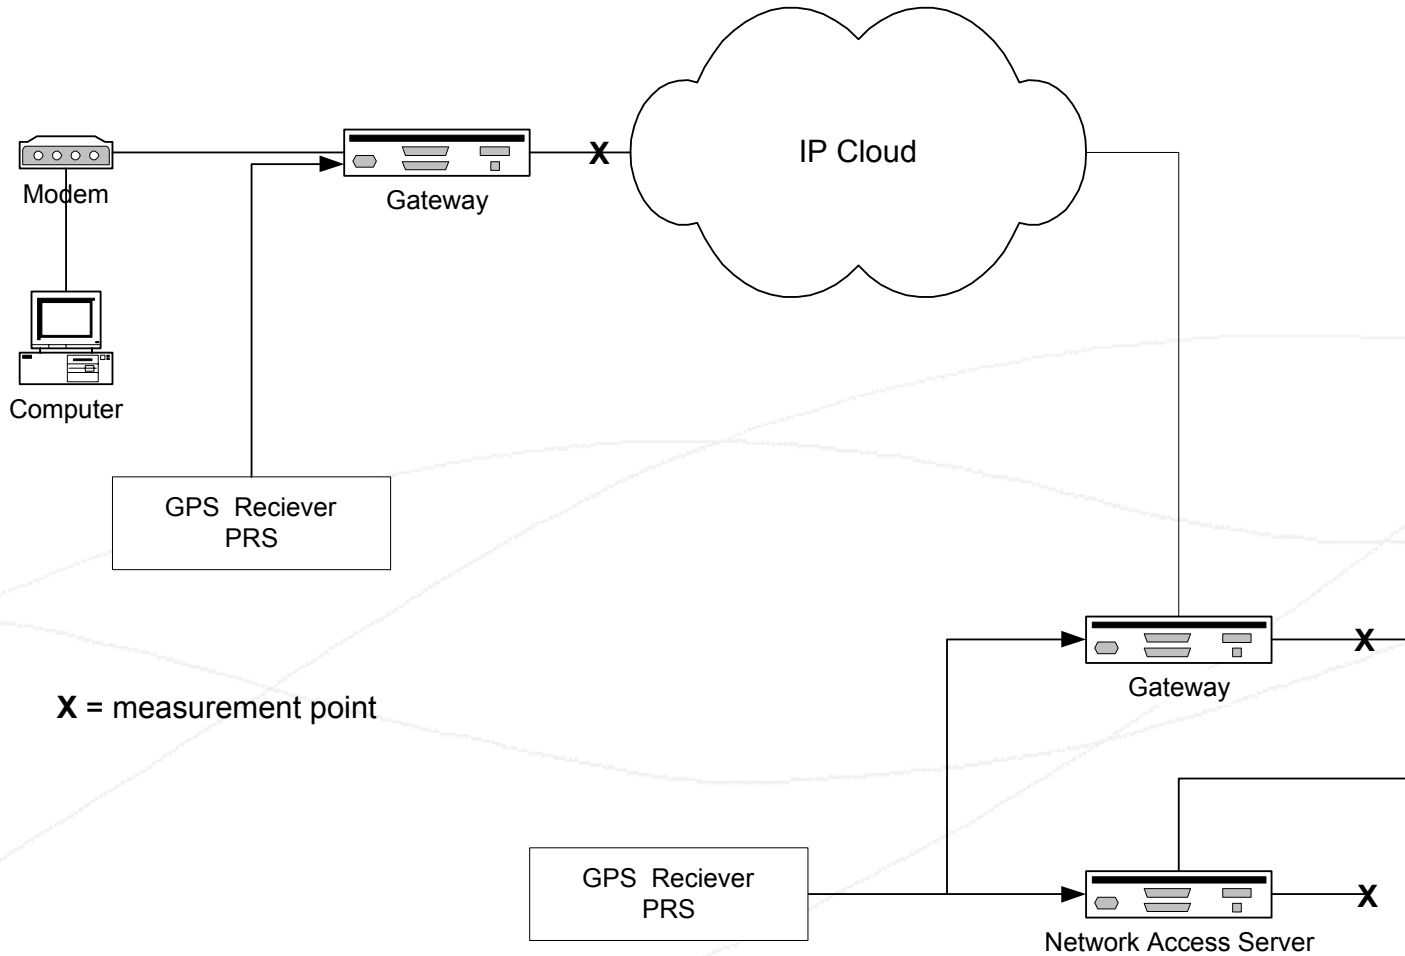 IP Cloud
X
Modem
Gateway
Computer
GPS Reciever
PRS
X
Gateway
X = measurement point
GPS Reciever
PRS
X
Network Access Server